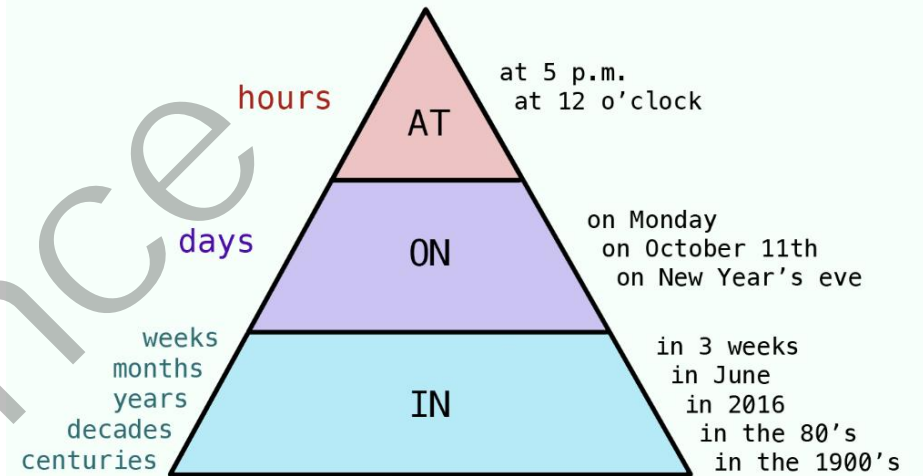 hours
AT
at 5 p.m.
at 12 o’clock
days
ON
on Monday
on October 11th
on New Year’s eve
weeks
months
years
decades
centuries
IN
in 3 weeks
in June
in 2016
in the 80’s
in the 1900’s
nce